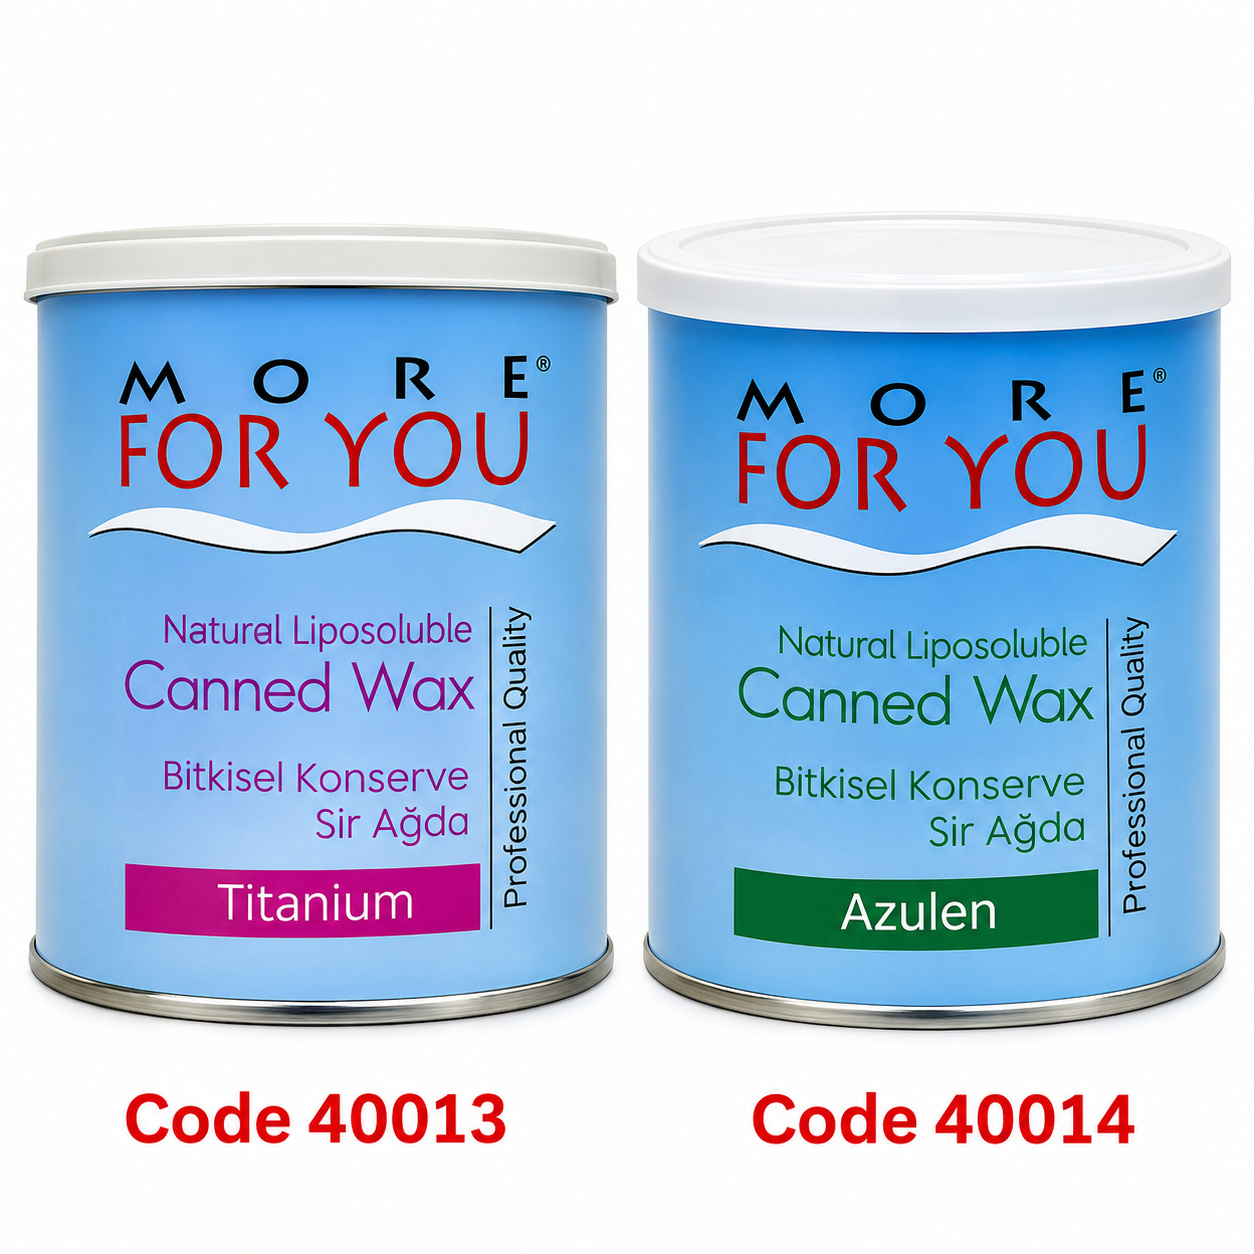 MORE®
FOR YOU
Natural Liposoluble
Canned Wax
Bitkisel Konserve
Sir Ağda
Titanium
Professional Quality
Code 40013
MORE®
FOR YOU
Natural Liposoluble
Canned Wax
Bitkisel Konserve
Sir Ağda
Azulen
Professional Quality
Code 40014